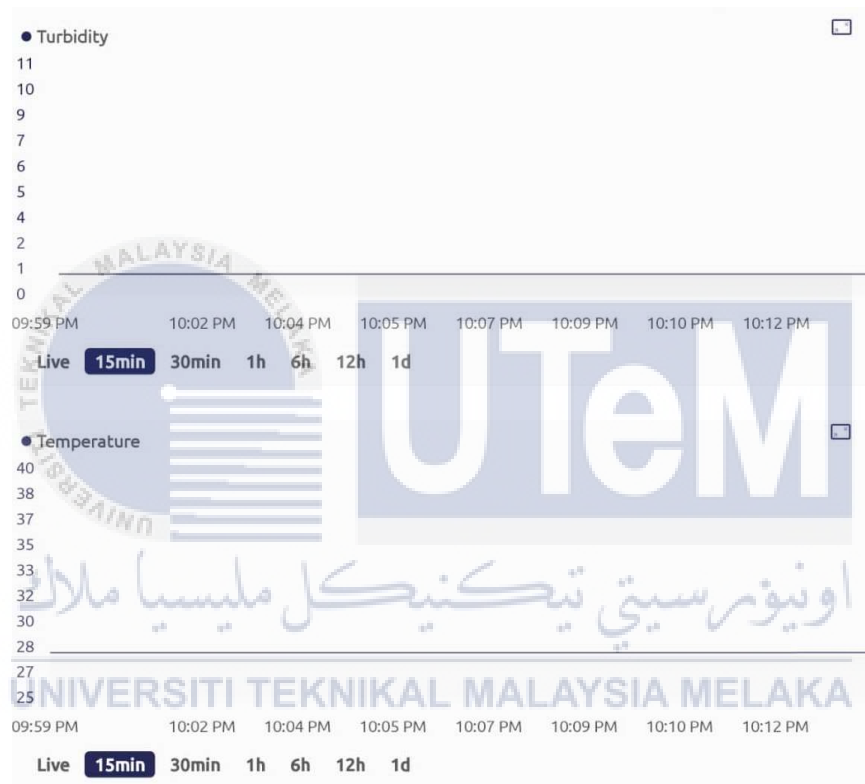 Turbidity
11
10
9
7
6
5
4
2
1
0
09:59 PM 10:02 PM 10:04 PM 10:05 PM 10:07 PM 10:09 PM 10:10 PM 10:12 PM
Live 15min 30min 1h 6h 12h 1d
UNIVERSITI TEKNIKAL MALAYSIA MELAKA
UTeM
Temperature
40
38
37
35
33
32
30
28
27
25
اونيۏرسيتي تيكنيكل مليسيا ملاك
UNIVERSITI TEKNIKAL MALAYSIA MELAKA
09:59 PM 10:02 PM 10:04 PM 10:05 PM 10:07 PM 10:09 PM 10:10 PM 10:12 PM
Live 15min 30min 1h 6h 12h 1d